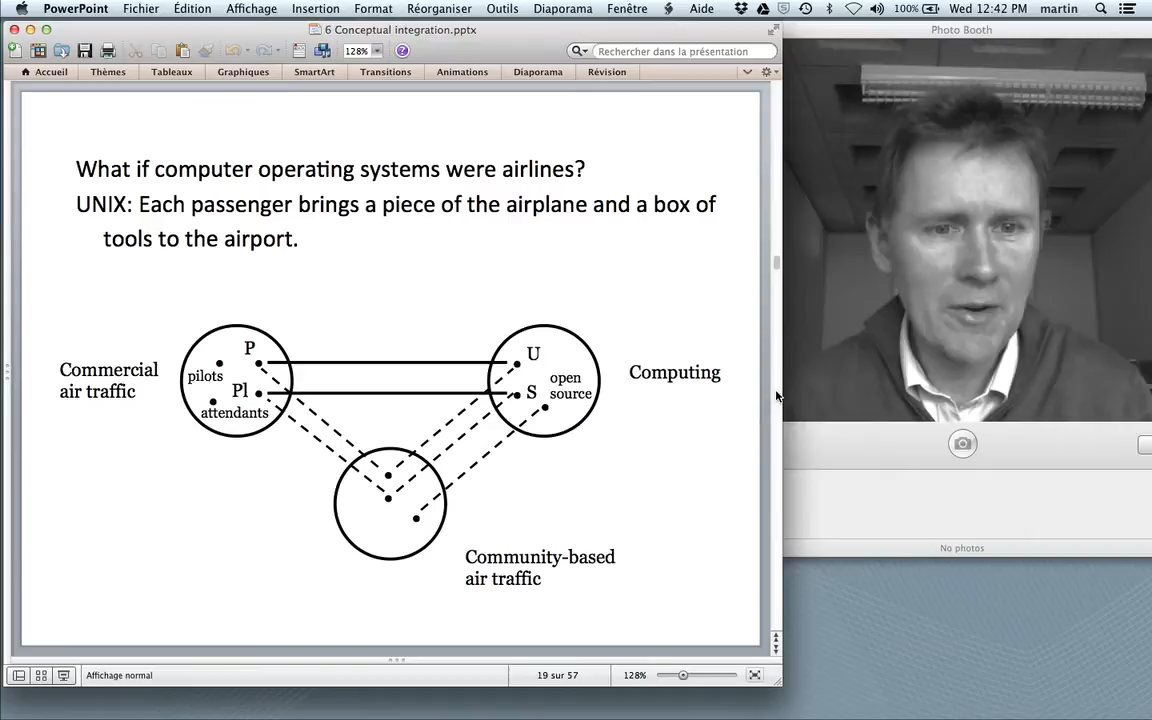 PowerPoint Fichier Édition Affichage Insertion Format Réorganiser Outils Diaporama Fenêtre Aide 100% Wed 12:42 PM martin
6 Conceptual integration.pptx
Photo Booth
128% Rechercher dans la présentation
Accueil Thèmes Tableaux Graphiques SmartArt Transitions Animations Diaporama Révision
What if computer operating systems were airlines?
UNIX: Each passenger brings a piece of the airplane and a box of
tools to the airport.
Commercial
air traffic
P
pilots
Pl
attendants
U
S
open
source
Computing
Community-based
air traffic
No photos
Affichage normal 19 sur 57 128%